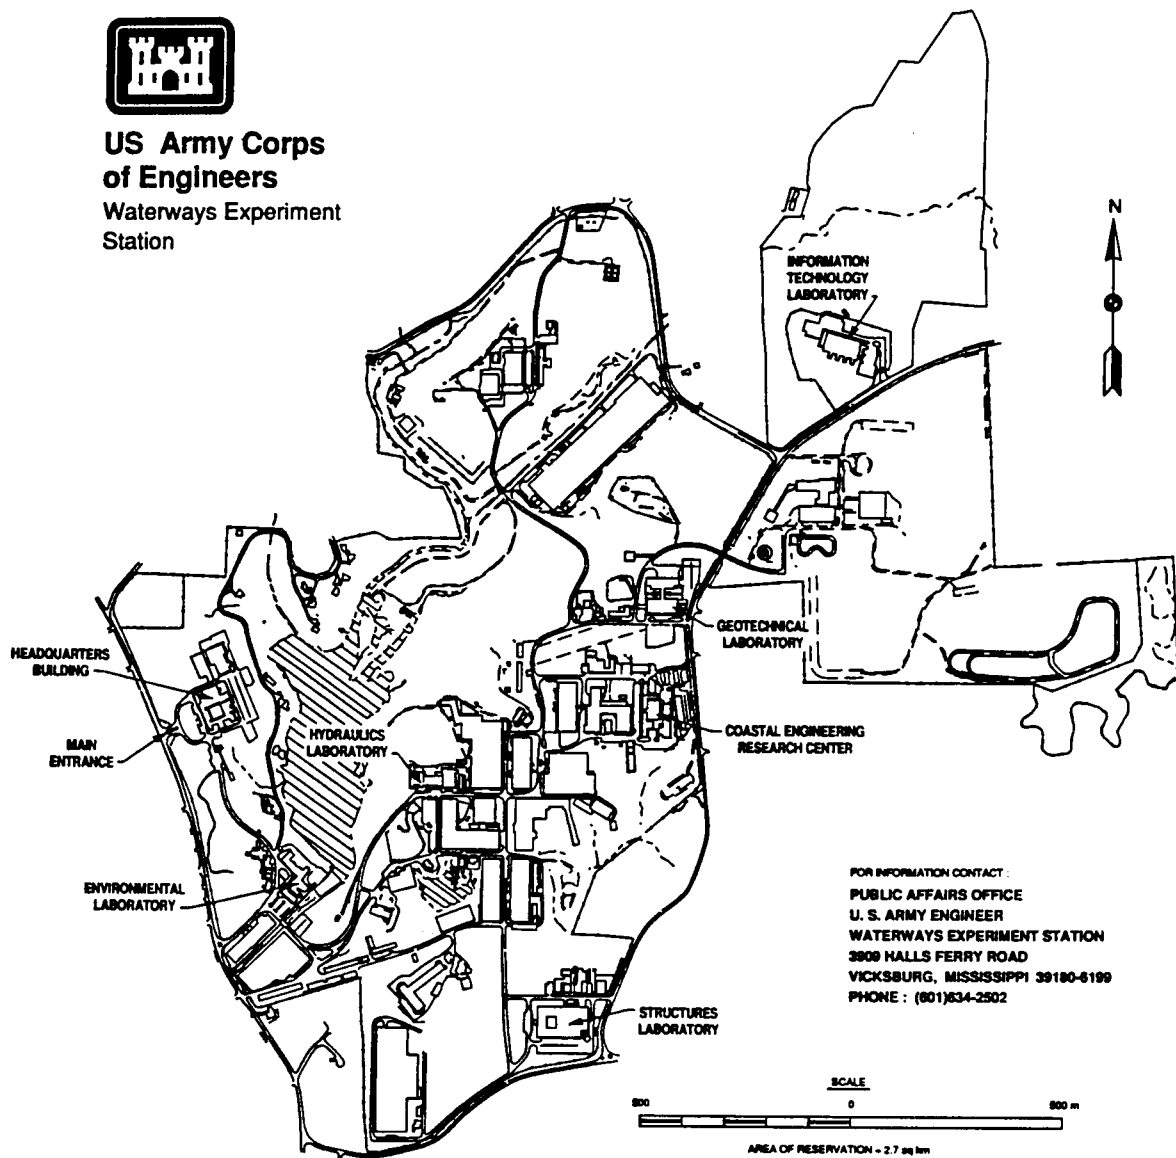 US Army Corps
of Engineers
Waterways Experiment
Station
N
INFORMATION
TECHNOLOGY
LABORATORY
GEOTECHNICAL
LABORATORY
HEADQUARTERS
BUILDING
MAIN
ENTRANCE
HYDRAULICS
LABORATORY
COASTAL ENGINEERING
RESEARCH CENTER
ENVIRONMENTAL
LABORATORY
STRUCTURES
LABORATORY
FOR INFORMATION CONTACT :
PUBLIC AFFAIRS OFFICE
U. S. ARMY ENGINEER
WATERWAYS EXPERIMENT STATION
3909 HALLS FERRY ROAD
VICKSBURG, MISSISSIPPI 39180-6199
PHONE : (601)634-2502
SCALE
500 0 500 m
AREA OF RESERVATION = 2.7 sq km